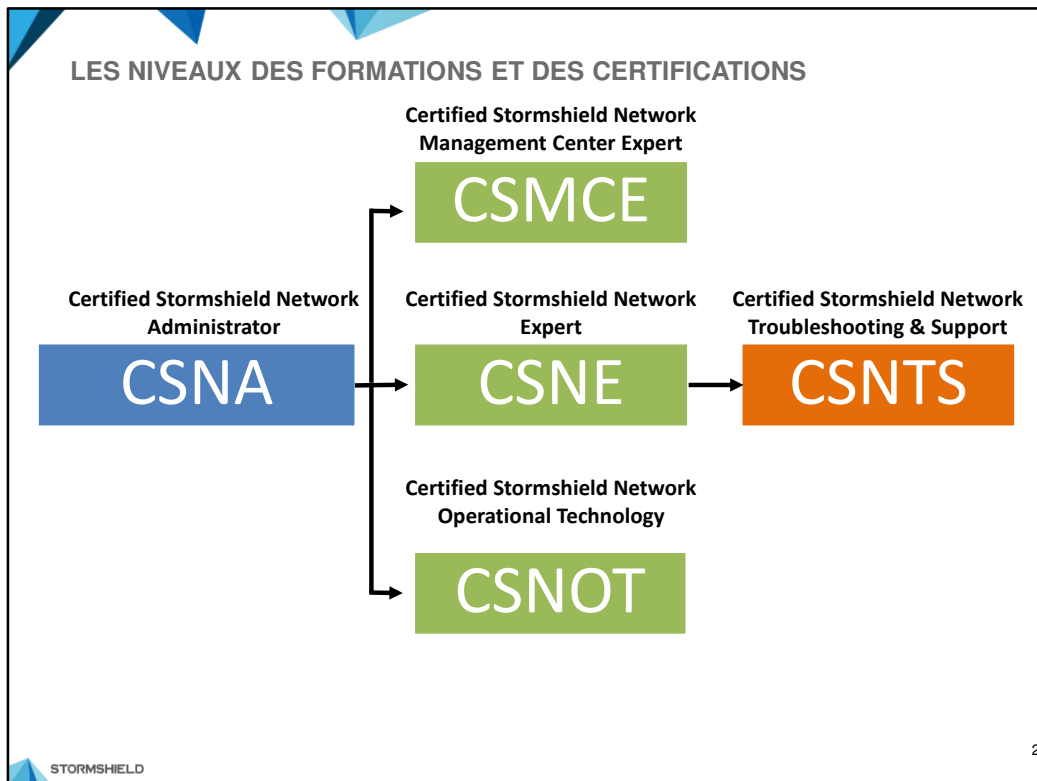 LES NIVEAUX DES FORMATIONS ET DES CERTIFICATIONS
Certified Stormshield Network
Management Center Expert
CSMCE
Certified Stormshield Network
Administrator
CSNA
Certified Stormshield Network
Expert
CSNE
Certified Stormshield Network
Troubleshooting & Support
CSNTS
Certified Stormshield Network
Operational Technology
CSNOT
STORMSHIELD
2